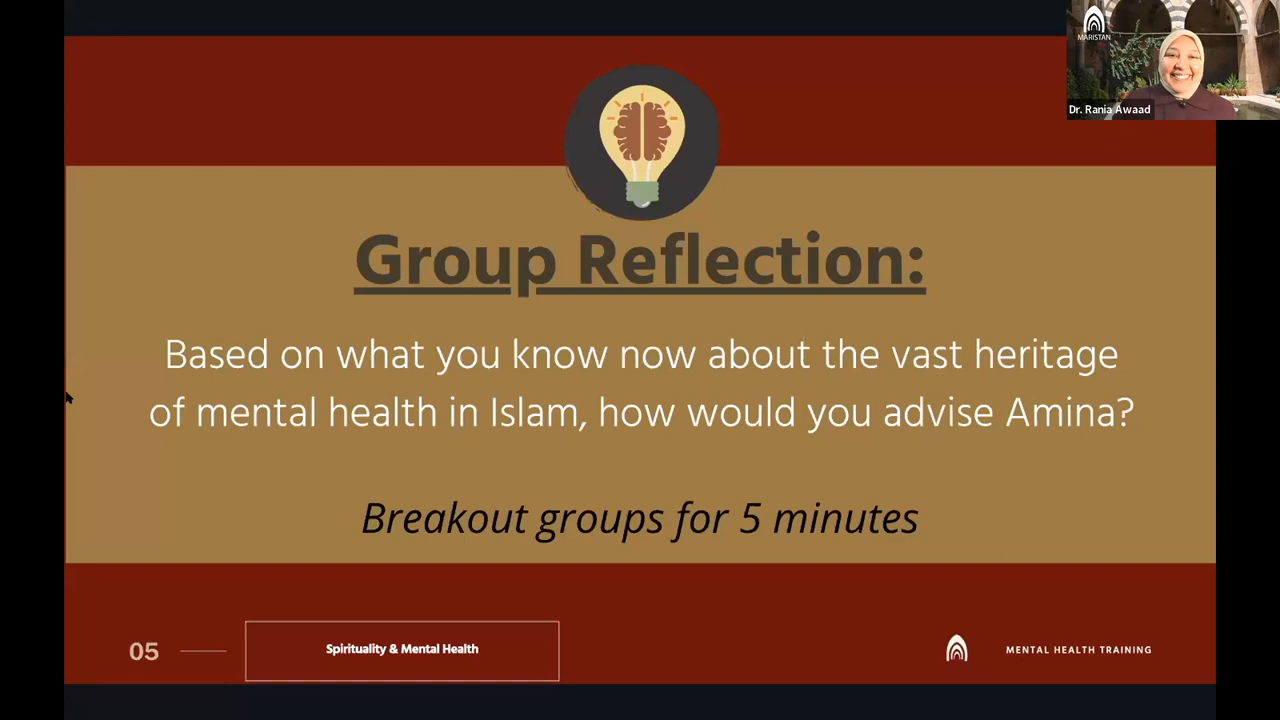 MARISTAN
Dr. Rania Awaad
Group Reflection:
Based on what you know now about the vast heritage
of mental health in Islam, how would you advise Amina?
Breakout groups for 5 minutes
05
Spirituality & Mental Health
MENTAL HEALTH TRAINING